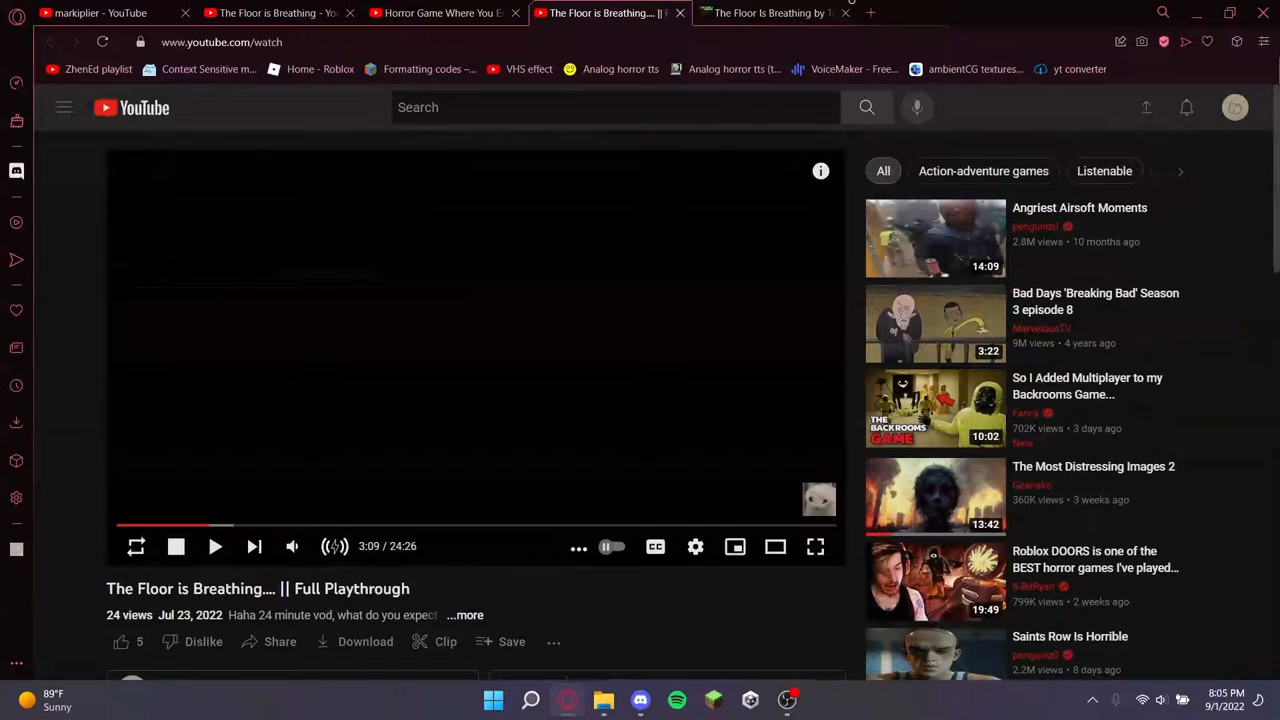 markiplier - YouTube
The Floor is Breathing - Yo
Horror Game Where You E
The Floor is Breathing.... || F
The Floor Is Breathing by T
www.youtube.com/watch
ZhenEd playlist
Context Sensitive m...
Home - Roblox
Formatting codes –...
VHS effect
Analog horror tts
Analog horror tts (t...
VoiceMaker - Free...
ambientCG textures...
yt converter
YouTube
Search
All
Action-adventure games
Listenable
Angriest Airsoft Moments
penguinz0
2.8M views • 10 months ago
14:09
Bad Days 'Breaking Bad' Season
3 episode 8
MarvelousTV
9M views • 4 years ago
3:22
So I Added Multiplayer to my
Backrooms Game...
Fancy
702K views • 3 days ago
New
THE
BACKROOMS
GAME
10:02
The Most Distressing Images 2
360K views • 3 weeks ago
13:42
Roblox DOORS is one of the
BEST horror games I've played...
799K views • 2 weeks ago
19:49
Saints Row Is Horrible
penguinz0
2.2M views • 8 days ago
3:09 / 24:26
CC
The Floor is Breathing.... || Full Playthrough
24 views Jul 23, 2022 Haha 24 minute vod, what do you expect ...more
5
Dislike
Share
Download
Clip
Save
89°F
Sunny
8:05 PM
9/1/2022